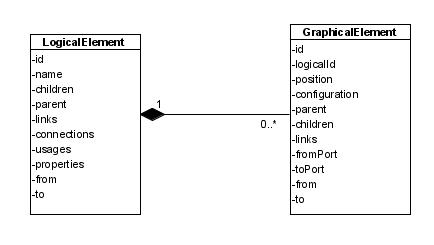 LogicalElement
-id
-name
-children
-parent
-links
-connections
-usages
-properties
-from
-to
1
0..*
GraphicalElement
-id
-logicalId
-position
-configuration
-parent
-children
-links
-fromPort
-toPort
-from
-to